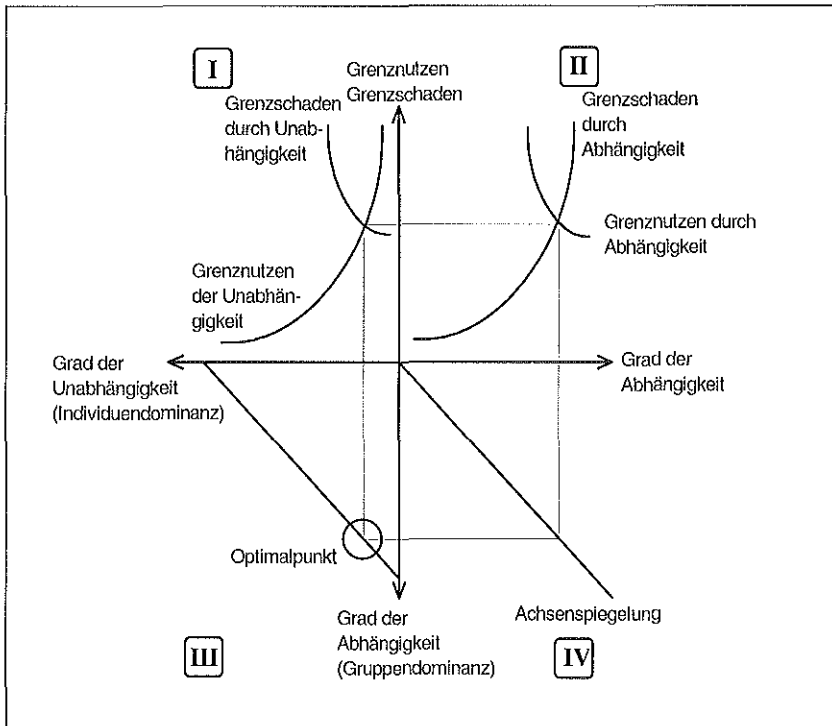 I
II
Grenznutzen
Grenzschaden
Grenzschaden
durch Unab-
hängigkeit
Grenzschaden
durch
Abhängigkeit
Grenznutzen durch
Abhängigkeit
Grenznutzen
der Unabhän-
gigkeit
Grad der
Unabhängigkeit
(Individuendominanz)
Grad der
Abhängigkeit
Optimalpunkt
Grad der
Abhängigkeit
(Gruppendominanz)
Achsenspiegelung
III
IV